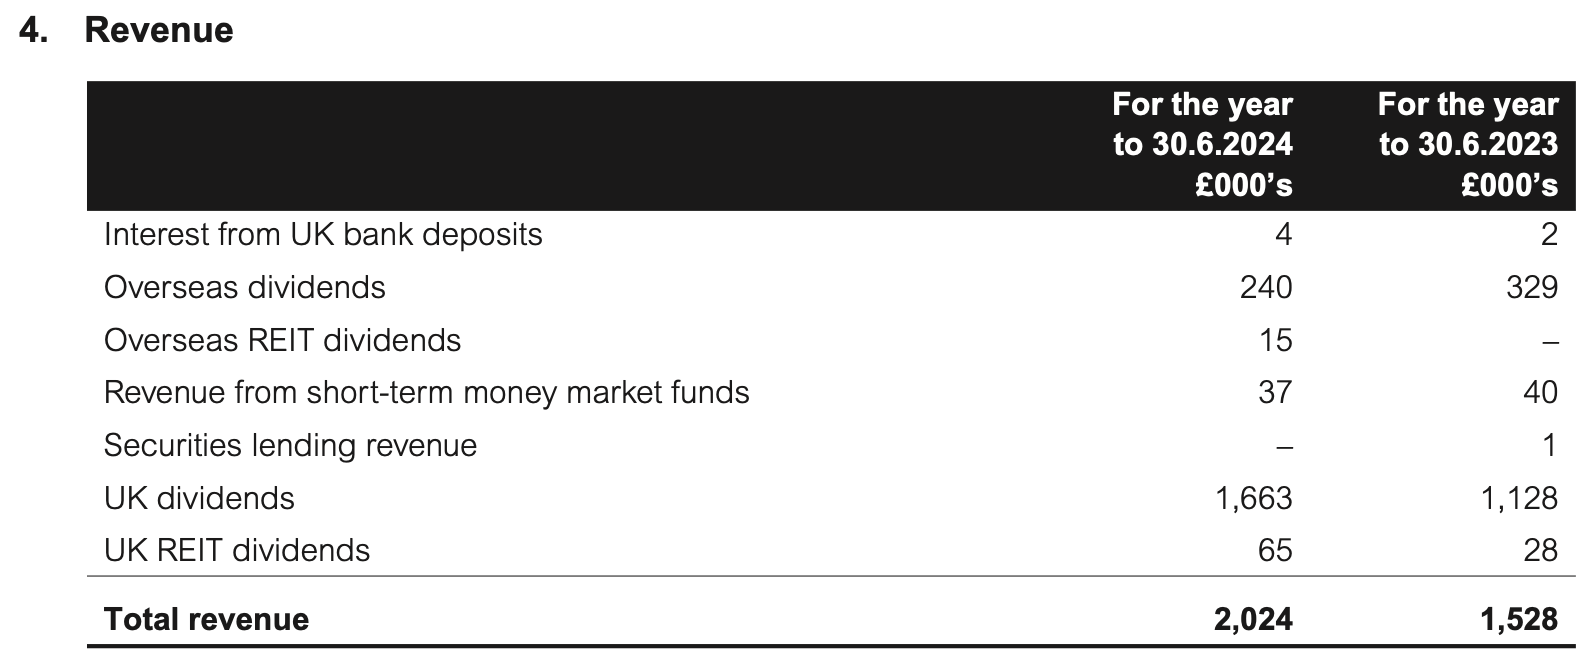 4. Revenue
For the year For the year
to 30.6.2024 to 30.6.2023
£000’s £000’s
Interest from UK bank deposits 4 2
Overseas dividends 240 329
Overseas REIT dividends 15 –
Revenue from short-term money market funds 37 40
Securities lending revenue – 1
UK dividends 1,663 1,128
UK REIT dividends 65 28
Total revenue 2,024 1,528